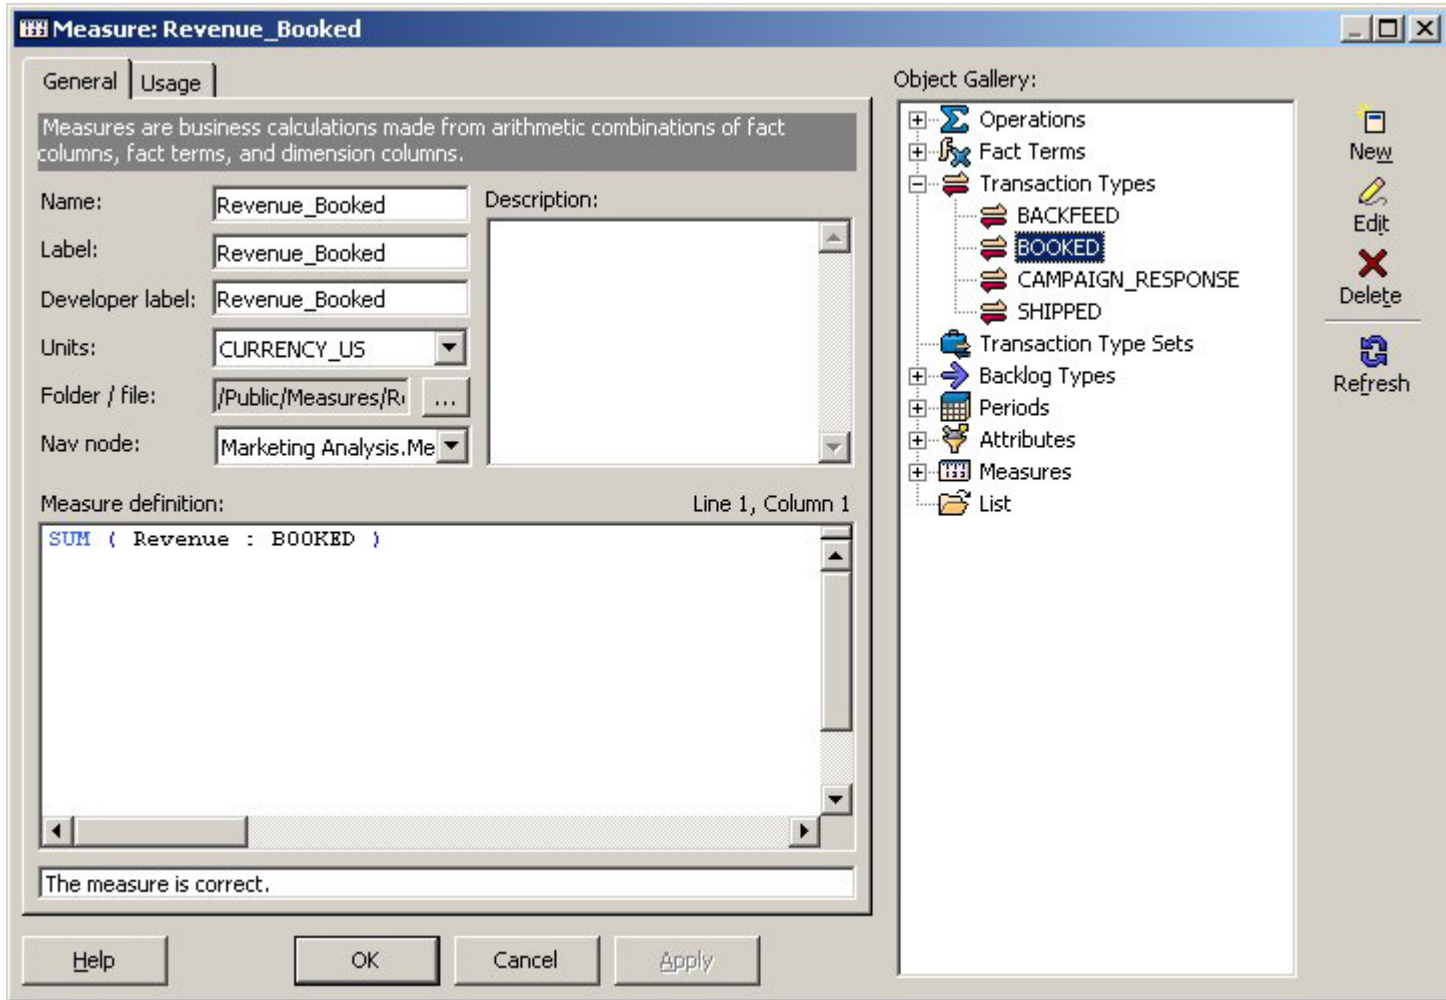 Measure: Revenue_Booked
General
Usage
Measures are business calculations made from arithmetic combinations of fact
columns, fact terms, and dimension columns.
Name:
Revenue_Booked
Description:
Label:
Revenue_Booked
Developer label:
Revenue_Booked
Units:
CURRENCY_US
Folder / file:
/Public/Measures/R
...
Nav node:
Marketing Analysis.Me
Measure definition:
Line 1, Column 1
SUM ( Revenue : BOOKED )
The measure is correct.
Help
OK
Cancel
Apply
Object Gallery:
Operations
Fact Terms
Transaction Types
BACKFEED
BOOKED
CAMPAIGN_RESPONSE
SHIPPED
Transaction Type Sets
Backlog Types
Periods
Attributes
Measures
List
New
Edit
Delete
Refresh